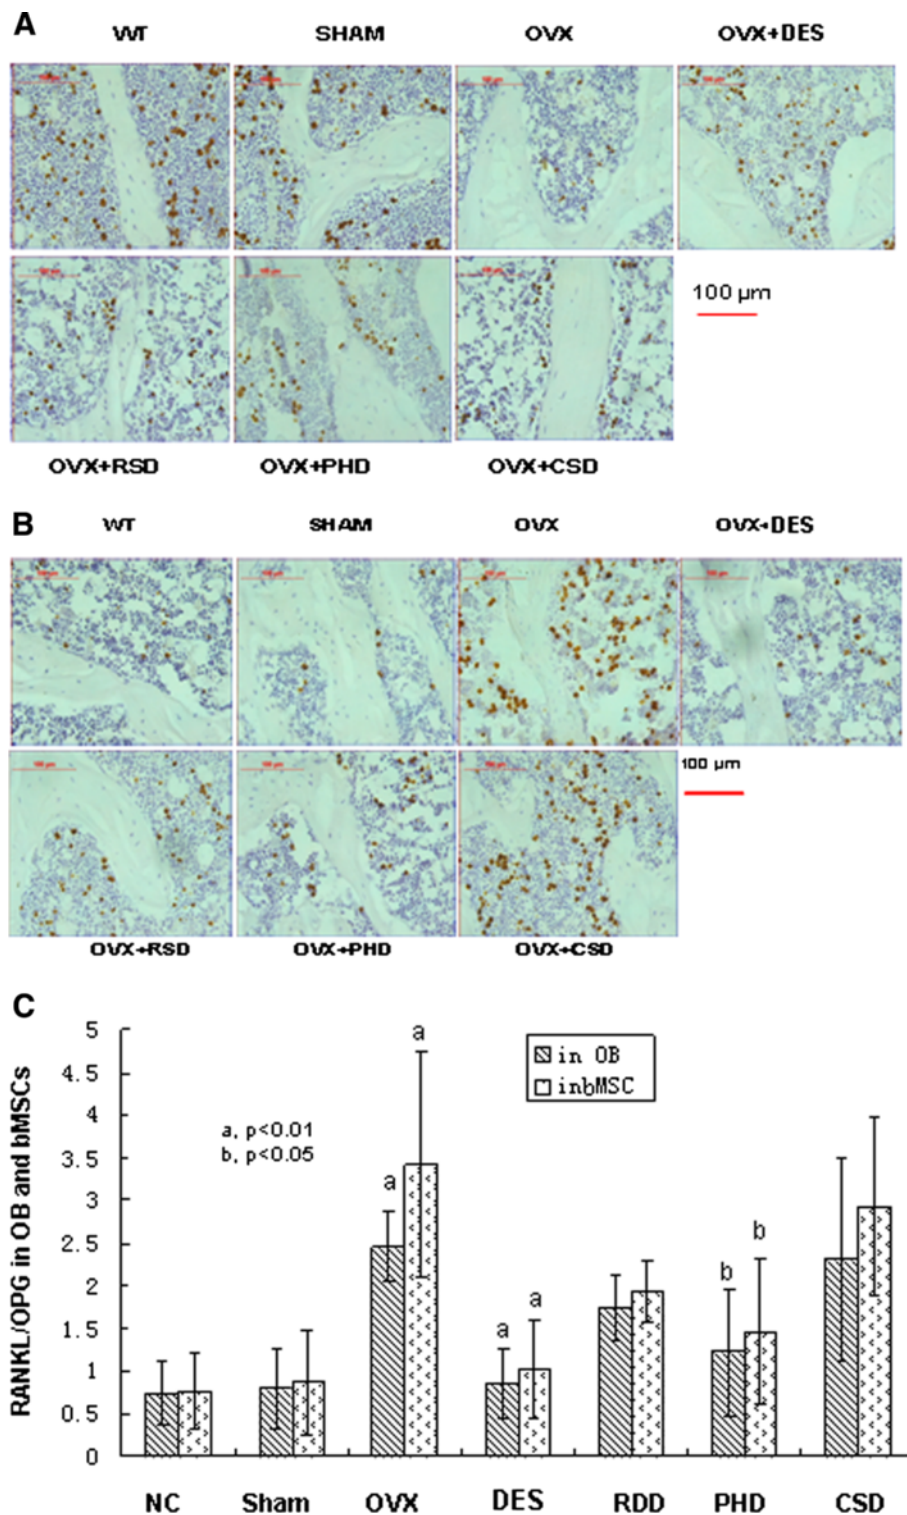 A
WT SHAM OVX OVX+DES
100 µm
OVX+RSD OVX+PHD OVX+CSD
B
WT SHAM OVX OVX+DES
100 µm
OVX+RSD OVX+PHD OVX+CSD
C
RANKL/OPG in OB and bMSCs
5
4.5
4
3.5
3
2.5
2
1.5
1
0.5
0
in OB
inbMSC
a, p<0.01
b, p<0.05
a
a
a a
b b
NC Sham OVX DES RDD PHD CSD